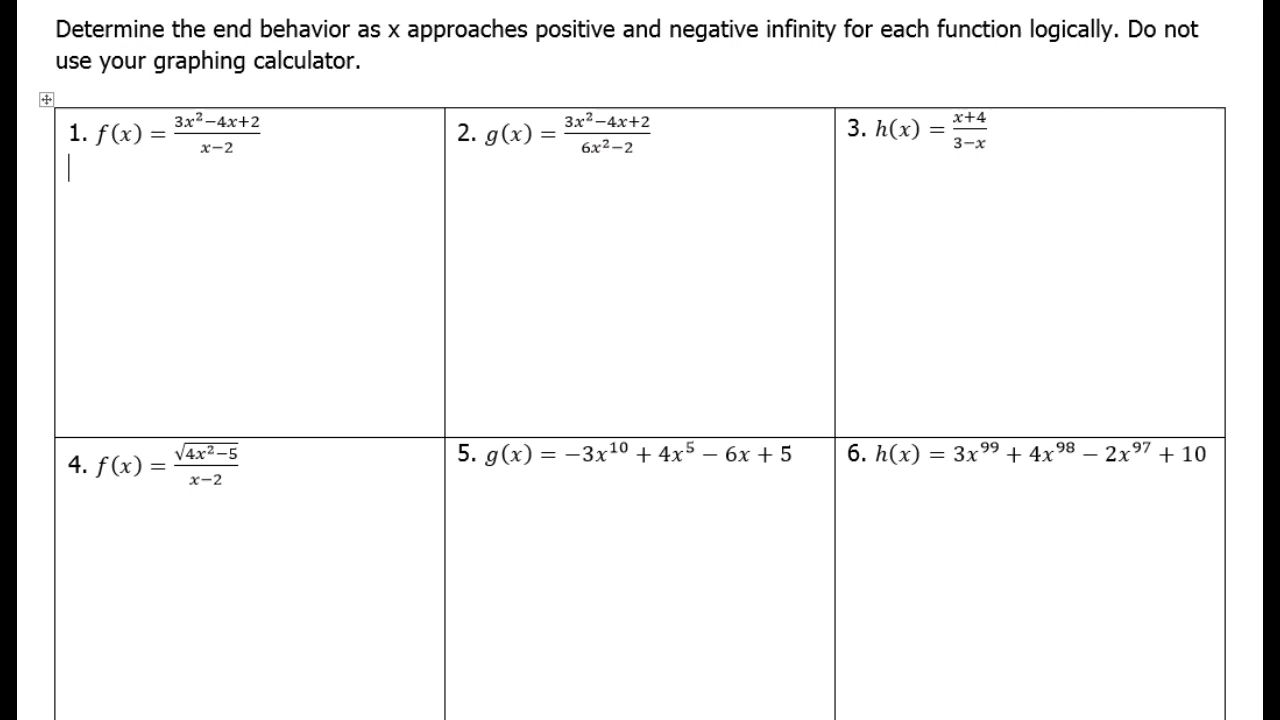 Determine the end behavior as x approaches positive and negative infinity for each function logically. Do not
use your graphing calculator.
1. f(x) = (3x²−4x+2)/(x−2)
2. g(x) = (3x²−4x+2)/(6x²−2)
3. h(x) = (x+4)/(3−x)
4. f(x) = √(4x²−5)/(x−2)
5. g(x) = −3x¹⁰ + 4x⁵ − 6x + 5
6. h(x) = 3x⁹⁹ + 4x⁹⁸ − 2x⁹⁷ + 10